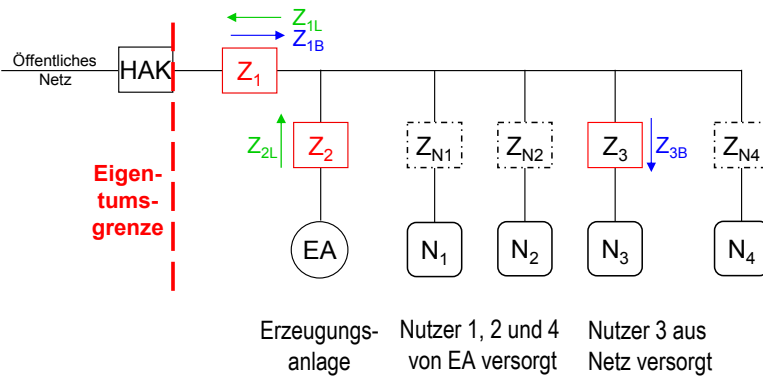 Z1L
Z1B
Öffentliches
Netz
HAK
Z1
Z2L
Z2
ZN1
ZN2
Z3
Z3B
ZN4
Eigen-
tums-
grenze
EA
N1
N2
N3
N4
Erzeugungs-
anlage
Nutzer 1, 2 und 4
von EA versorgt
Nutzer 3 aus
Netz versorgt